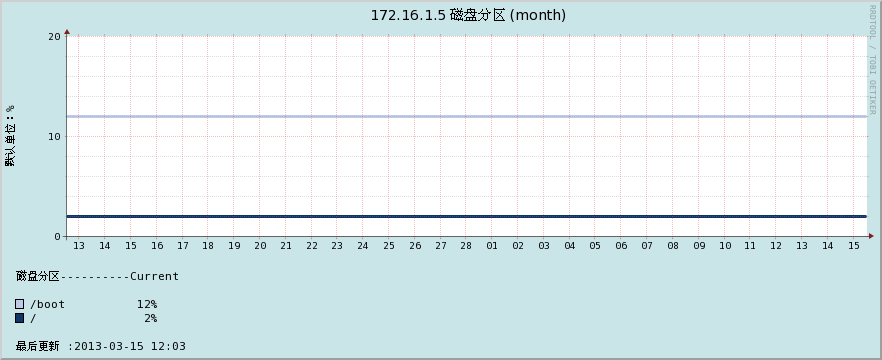 172.16.1.5 磁盘分区 (month)
RRDTOOL / TOBI OETIKER
默认单位：%
20
10
0
13 14 15 16 17 18 19 20 21 22 23 24 25 26 27 28 01 02 03 04 05 06 07 08 09 10 11 12 13 14 15
磁盘分区----------Current
/boot 12%
/ 2%
最后更新 :2013-03-15 12:03